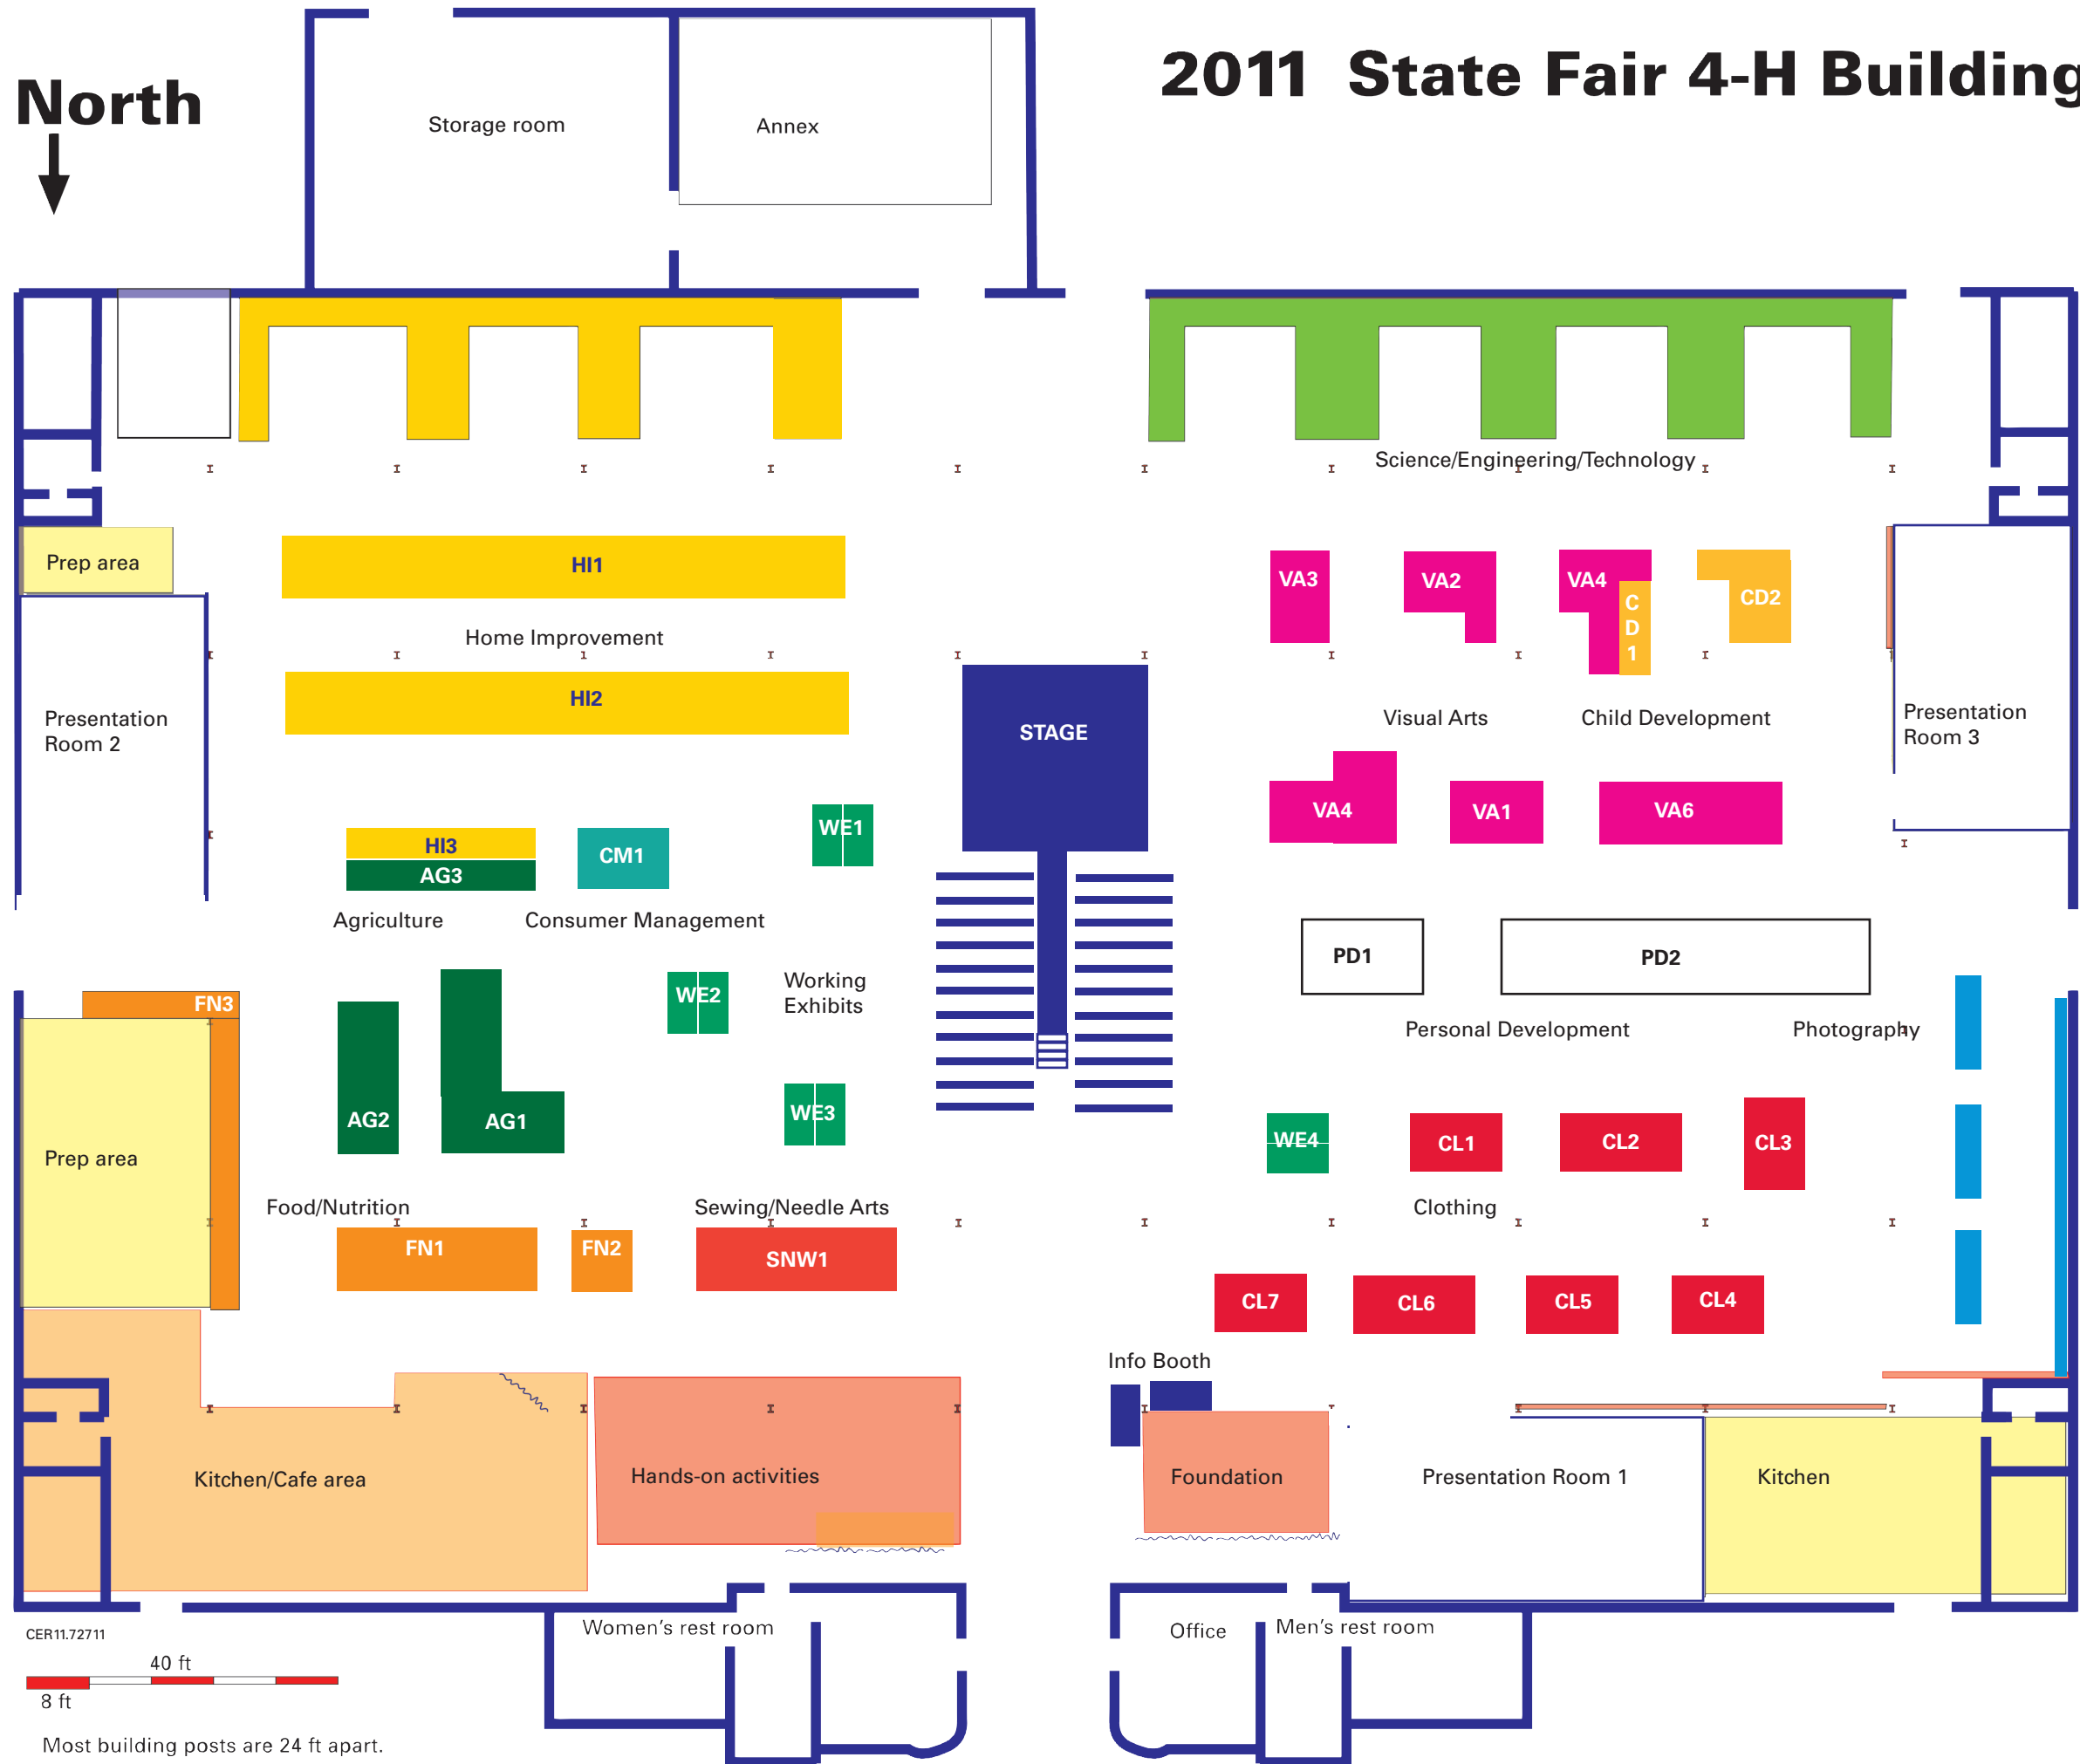 2011 State Fair 4-H Building
North
Storage room
Annex
Science/Engineering/Technology
Prep area
HI1
VA3
VA2
VA4
C
D
1
CD2
Home Improvement
HI2
Presentation
Room 2
STAGE
Visual Arts
Child Development
Presentation
Room 3
HI3
AG3
CM1
WE1
VA4
VA1
VA6
Agriculture
Consumer Management
PD1
PD2
FN3
WE2
Working
Exhibits
Personal Development
Photography
AG2
AG1
WE3
WE4
CL1
CL2
CL3
Prep area
Food/Nutrition
Sewing/Needle Arts
Clothing
FN1
FN2
SNW1
CL7
CL6
CL5
CL4
Info Booth
Kitchen/Cafe area
Hands-on activities
Foundation
Presentation Room 1
Kitchen
CER11.72711
Women's rest room
Office
Men's rest room
40 ft
8 ft
Most building posts are 24 ft apart.